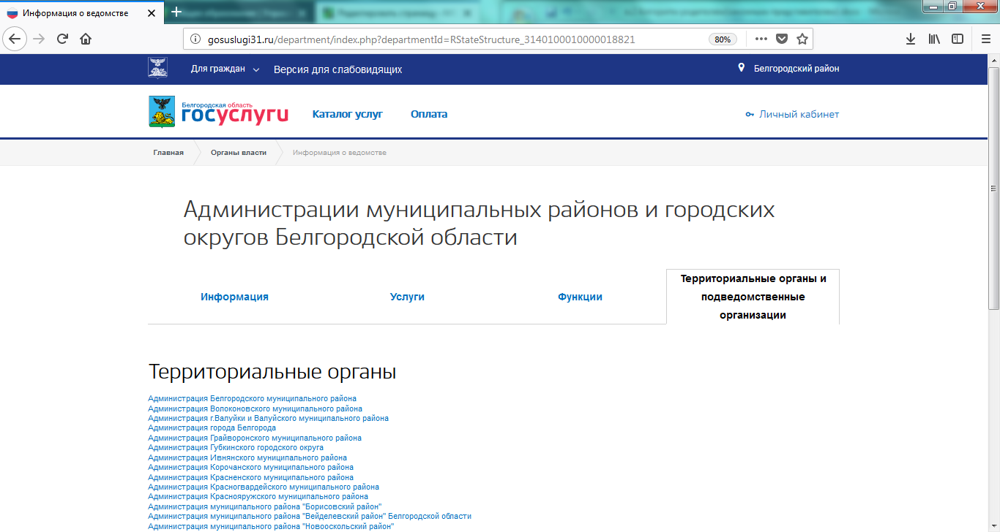 Информация о ведомстве
gosuslugi31.ru/department/index.php?departmentId=RStateStructure_3140100010000018821
80%
Для граждан
Версия для слабовидящих
Белгородский район
Белгородская область
госуслуги
Каталог услуг
Оплата
Личный кабинет
Главная
Органы власти
Информация о ведомстве
Администрации муниципальных районов и городских
округов Белгородской области
Информация
Услуги
Функции
Территориальные органы и
подведомственные
организации
Территориальные органы
Администрация Белгородского муниципального района
Администрация Волоконовского муниципального района
Администрация г.Валуйки и Валуйского муниципального района
Администрация города Белгорода
Администрация Грайворонского муниципального района
Администрация Губкинского городского округа
Администрация Ивнянского муниципального района
Администрация Корочанского муниципального района
Администрация Красненского муниципального района
Администрация Красногвардейского муниципального района
Администрация Краснояружского муниципального района
Администрация муниципального района "Борисовский район"
Администрация муниципального района "Вейделевский район" Белгородской области
Администрация муниципального района "Новооскольский район"